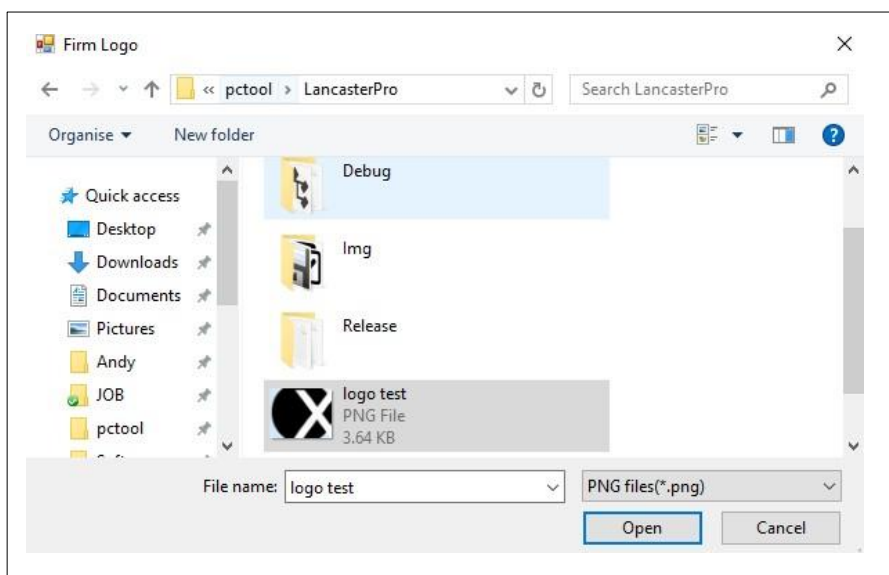 Firm Logo
« pctool > LancasterPro
Search LancasterPro
Organise
New folder
Quick access
Desktop
Downloads
Documents
Pictures
Andy
JOB
pctool
Debug
Img
Release
logo test
PNG File
3.64 KB
File name: logo test
PNG files(*.png)
Open
Cancel